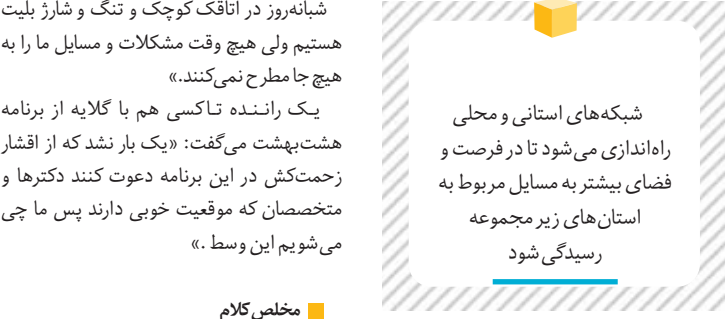 شبانه‌روز در اتاقک کوچک و تنگ و شارژ بلیت
هستیم ولی هیچ وقت مشکلات و مسایل ما را به
هیچ جا مطرح نمی‌کنند.»
یک راننده تاکسی هم با گلایه از برنامه
هشت‌بهشت می‌گفت: «یک بار نشد که از اقشار
زحمت‌کش در این برنامه دعوت کنند دکترها و
متخصصان که موقعیت خوبی دارند پس ما چی
می‌شویم این وسط .»
مخلص کلام
شبکه‌های استانی و محلی
راه‌اندازی می‌شود تا در فرصت و
فضای بیشتر به مسایل مربوط به
استان‌های زیر مجموعه
رسیدگی شود